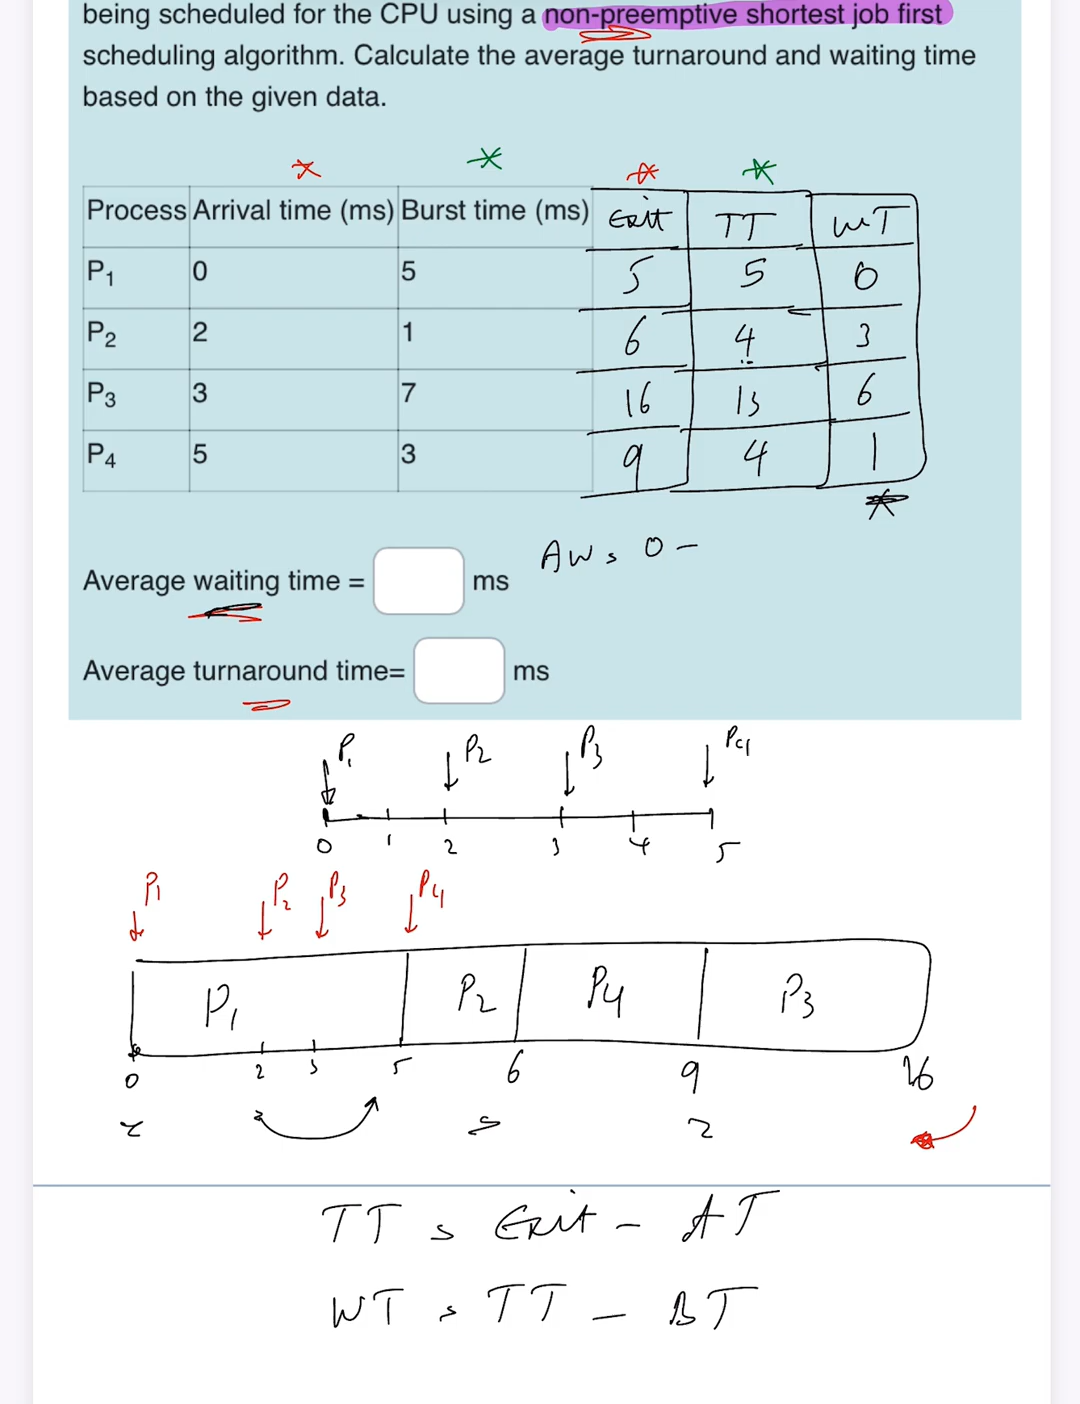 being scheduled for the CPU using a non-preemptive shortest job first
scheduling algorithm. Calculate the average turnaround and waiting time
based on the given data.
Process Arrival time (ms) Burst time (ms) Exit TT WT
P1 0 5 5 5 0
P2 2 1 6 4 3
P3 3 7 16 13 6
P4 5 3 9 4 1
AW = 0 -
Average waiting time = ms
Average turnaround time= ms
P1 P2 P3 P4
0 1 2 3 4 5
P1 P2 P3 P4
P1 P2 P4 P3
0 2 3 5 6 9 16
TT = Exit - AT
WT = TT - BT